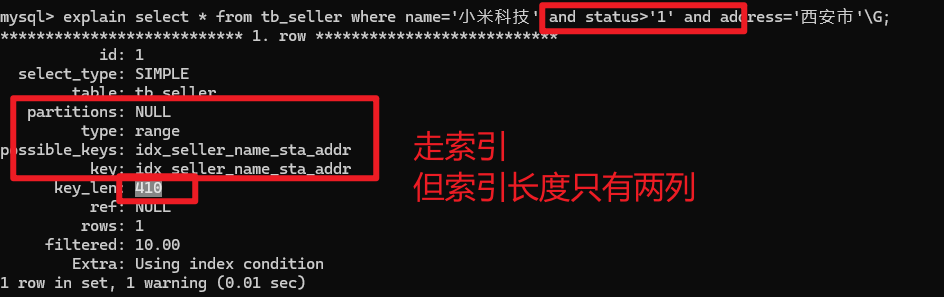 mysql> explain select * from tb_seller where name='小米科技' and status>'1' and address='西安市'\G;
*************************** 1. row ***************************
id: 1
select_type: SIMPLE
table: tb_seller
partitions: NULL
type: range
possible_keys: idx_seller_name_sta_addr
key: idx_seller_name_sta_addr
key_len: 410
ref: NULL
rows: 1
filtered: 10.00
Extra: Using index condition
1 row in set, 1 warning (0.01 sec)
走索引
但索引长度只有两列